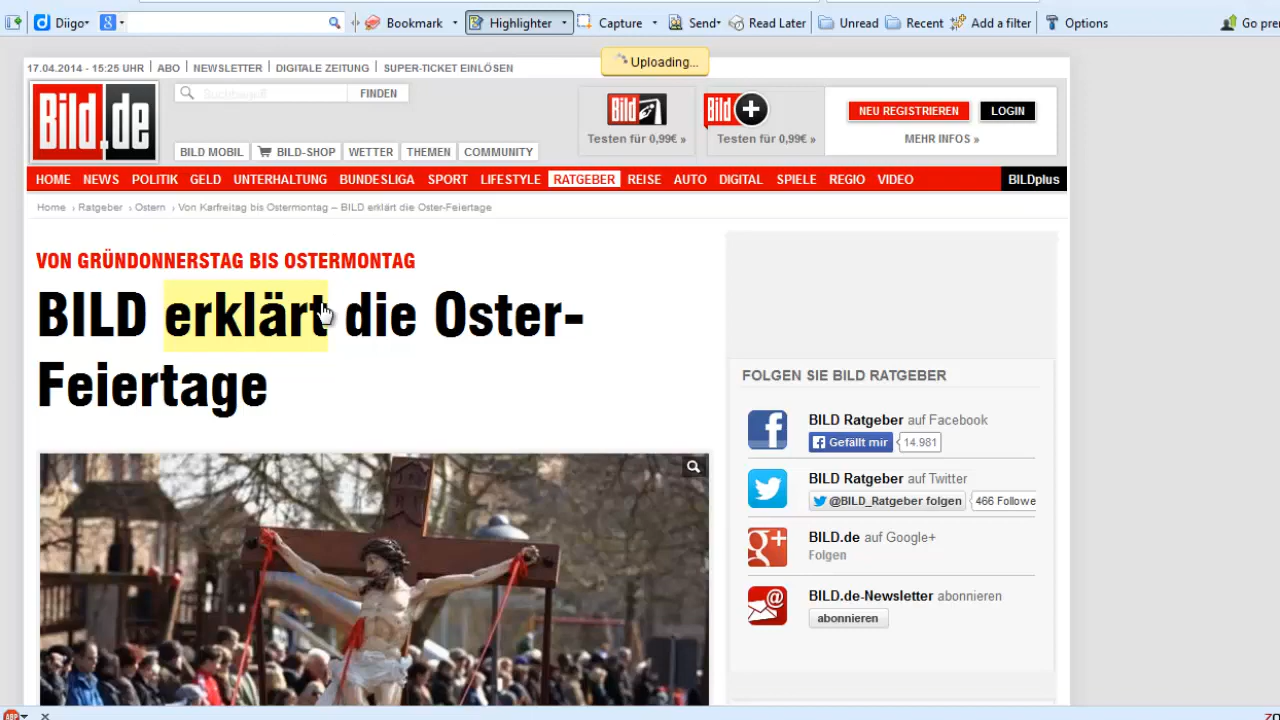 Diigo Bookmark Highlighter Capture Send Read Later Unread Recent Add a filter Options Go pre
Uploading...
17.04.2014 - 15:25 UHR ABO NEWSLETTER DIGITALE ZEITUNG SUPER-TICKET EINLÖSEN
Bild.de
Suchbegriff FINDEN
Bild Bild
NEU REGISTRIEREN LOGIN
Testen für 0,99€ » Testen für 0,99€ » MEHR INFOS »
BILD MOBIL BILD-SHOP WETTER THEMEN COMMUNITY
HOME NEWS POLITIK GELD UNTERHALTUNG BUNDESLIGA SPORT LIFESTYLE RATGEBER REISE AUTO DIGITAL SPIELE REGIO VIDEO BILDplus
Home › Ratgeber › Ostern › Von Karfreitag bis Ostermontag – BILD erklärt die Oster-Feiertage
VON GRÜNDONNERSTAG BIS OSTERMONTAG
BILD erklärt die Oster-
Feiertage
FOLGEN SIE BILD RATGEBER
BILD Ratgeber auf Facebook
Gefällt mir 14.981
BILD Ratgeber auf Twitter
@BILD_Ratgeber folgen 466 Followe
BILD.de auf Google+
Folgen
BILD.de-Newsletter abonnieren
abonnieren
ABP